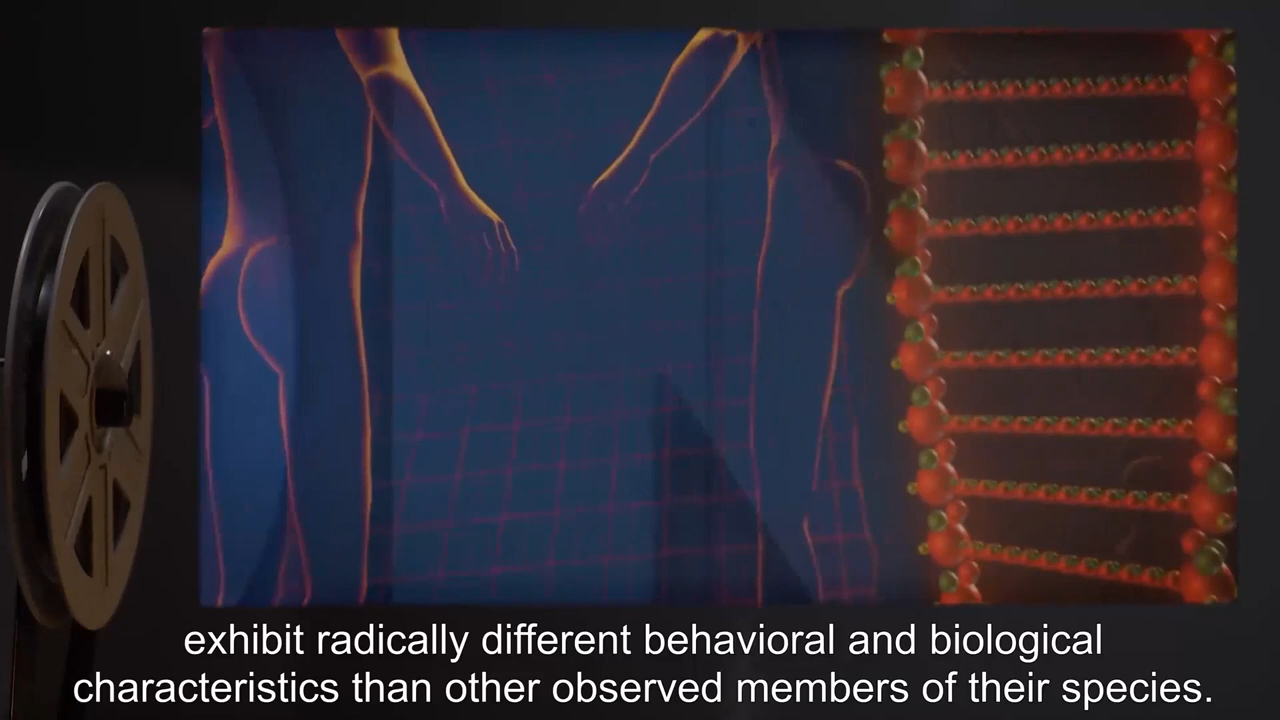 exhibit radically different behavioral and biological
characteristics than other observed members of their species.